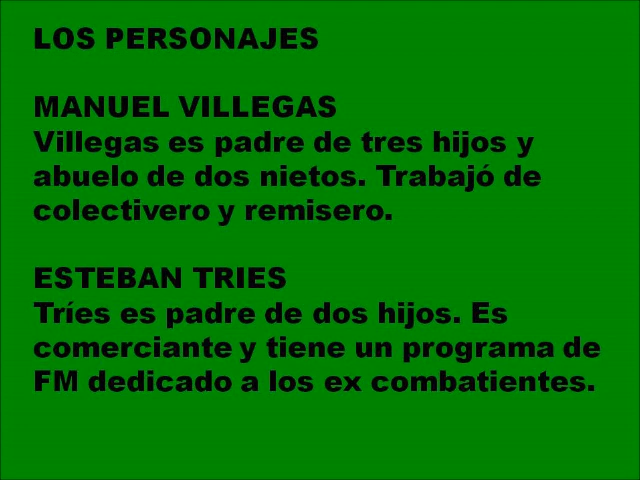 LOS PERSONAJES
MANUEL VILLEGAS
Villegas es padre de tres hijos y
abuelo de dos nietos. Trabajó de
colectivero y remisero.
ESTEBAN TRIES
Tríes es padre de dos hijos. Es
comerciante y tiene un programa de
FM dedicado a los ex combatientes.